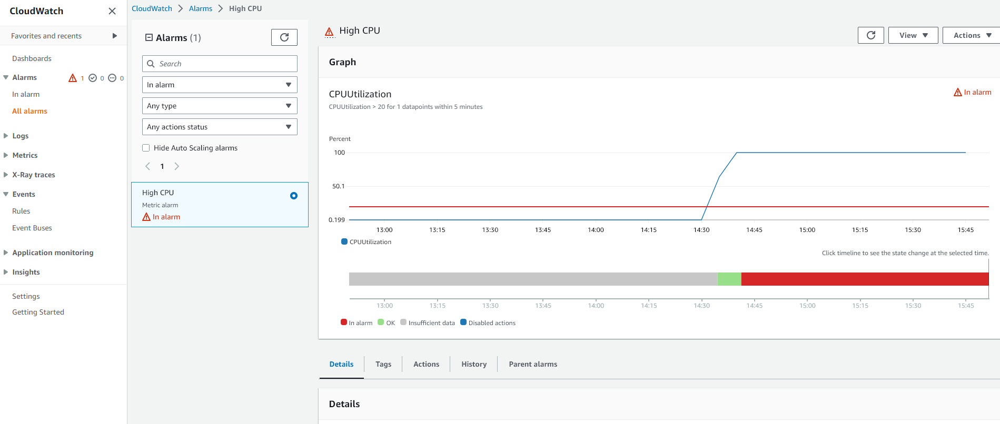 CloudWatch
Favorites and recents
Dashboards
Alarms 1 0 0
In alarm
All alarms
Logs
Metrics
X-Ray traces
Events
Rules
Event Buses
Application monitoring
Insights
Settings
Getting Started
CloudWatch Alarms High CPU
Alarms (1)
Search
In alarm
Any type
Any actions status
Hide Auto Scaling alarms
1
High CPU
Metric alarm
In alarm
High CPU
View
Actions
Graph
CPUUtilization
In alarm
CPUUtilization > 20 for 1 datapoints within 5 minutes
Percent
100
50.1
0.199
13:00 13:15 13:30 13:45 14:00 14:15 14:30 14:45 15:00 15:15 15:30 15:45
CPUUtilization
Click timeline to see the state change at the selected time.
13:00 13:15 13:30 13:45 14:00 14:15 14:30 14:45 15:00 15:15 15:30 15:45
In alarm OK Insufficient data Disabled actions
Details Tags Actions History Parent alarms
Details